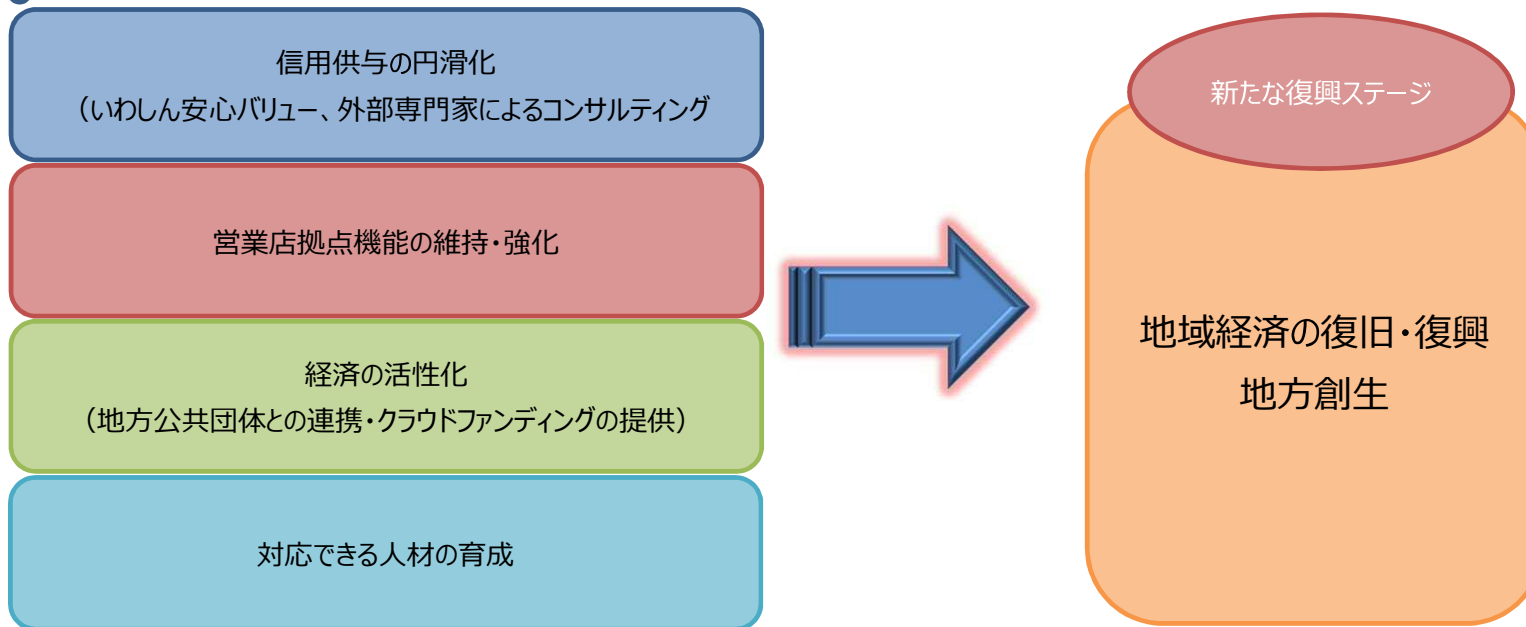 信用供与の円滑化
（いわしん安心バリュー、外部専門家によるコンサルティング
営業店拠点機能の維持・強化
経済の活性化
（地方公共団体との連携・クラウドファンディングの提供）
対応できる人材の育成
新たな復興ステージ
地域経済の復旧・復興
地方創生